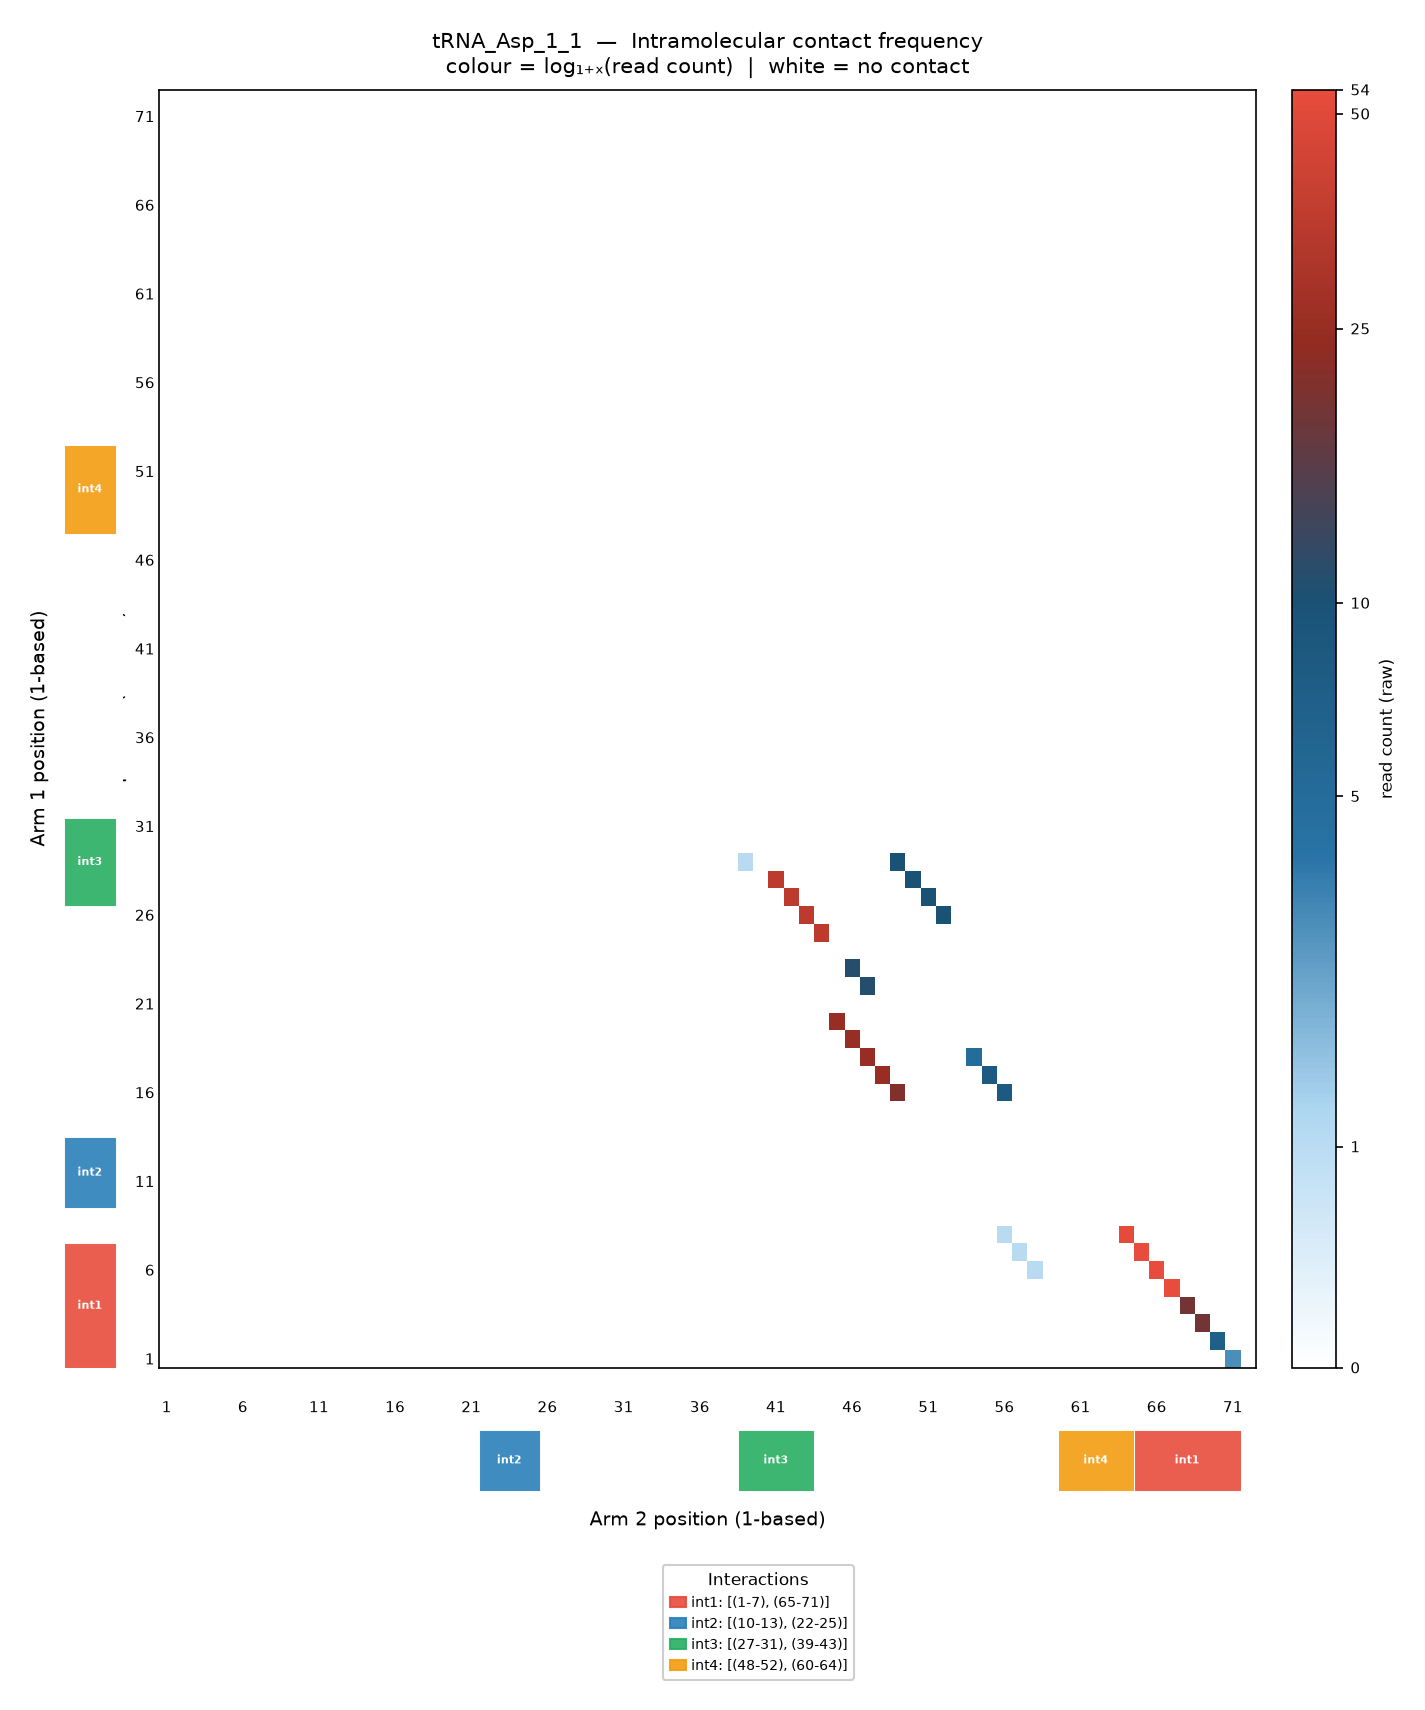 tRNA_Asp_1_1 — Intramolecular contact frequency
colour = log₁₊ₓ(read count) | white = no contact
71
66
61
56
51
46
41
36
31
26
21
16
11
6
1
Arm 1 position (1-based)
int4
int3
int2
int1
54
50
25
10
5
1
0
read count (raw)
1 6 11 16 21 26 31 36 41 46 51 56 61 66 71
int2 int3 int4 int1
Arm 2 position (1-based)
Interactions
int1: [(1-7), (65-71)]
int2: [(10-13), (22-25)]
int3: [(27-31), (39-43)]
int4: [(48-52), (60-64)]